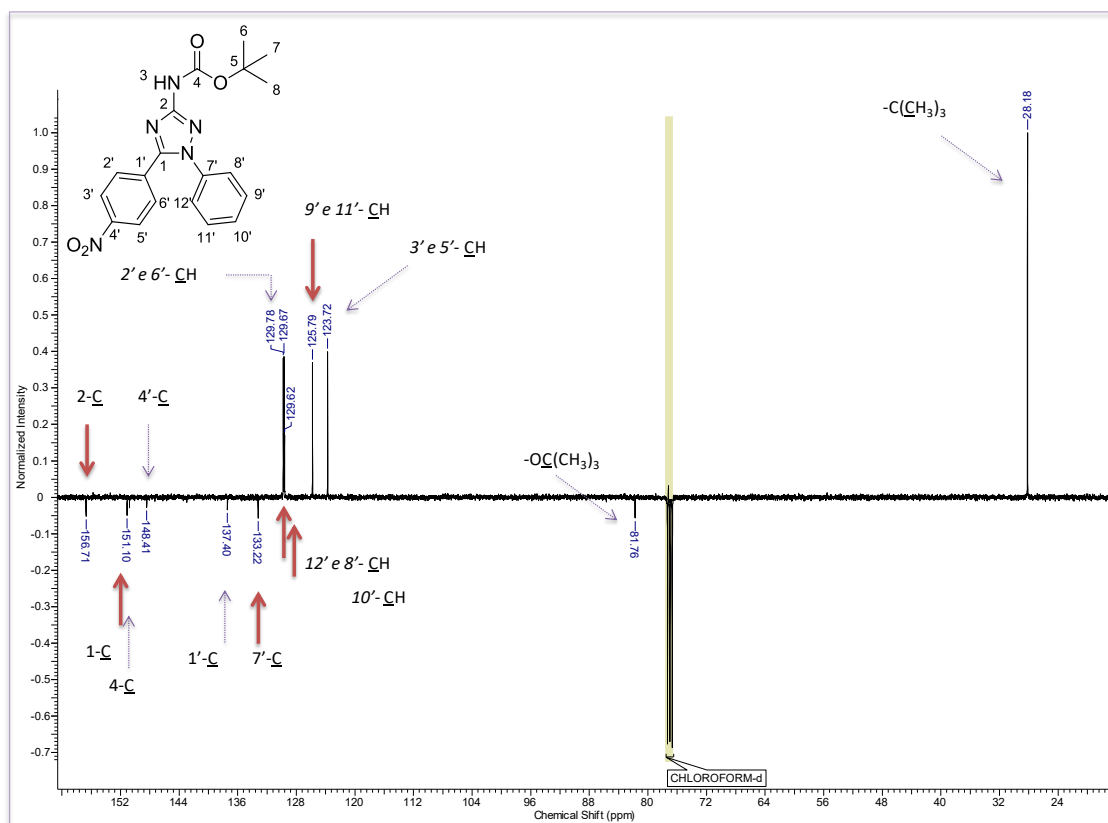 6
O
7
HN
3
5
4
O
8
2
N
N
N
1'
1
2'
7'
8'
3'
6'
12'
9'
4'
5'
11'
10'
O₂N
-C(CH₃)₃
28.18
9' e 11'- CH
3' e 5'- CH
2' e 6'- CH
129.78
129.67
129.62
125.79
123.72
2-C
4'-C
-OC(CH₃)₃
156.71
151.10
148.41
137.40
133.22
81.76
12' e 8'- CH
10'- CH
1-C
4-C
1'-C
7'-C
CHLOROFORM-d
Normalized Intensity
1.0
0.9
0.8
0.7
0.6
0.5
0.4
0.3
0.2
0.1
0
-0.1
-0.2
-0.3
-0.4
-0.5
-0.6
-0.7
152 144 136 128 120 112 104 96 88 80 72 64 56 48 40 32 24
Chemical Shift (ppm)